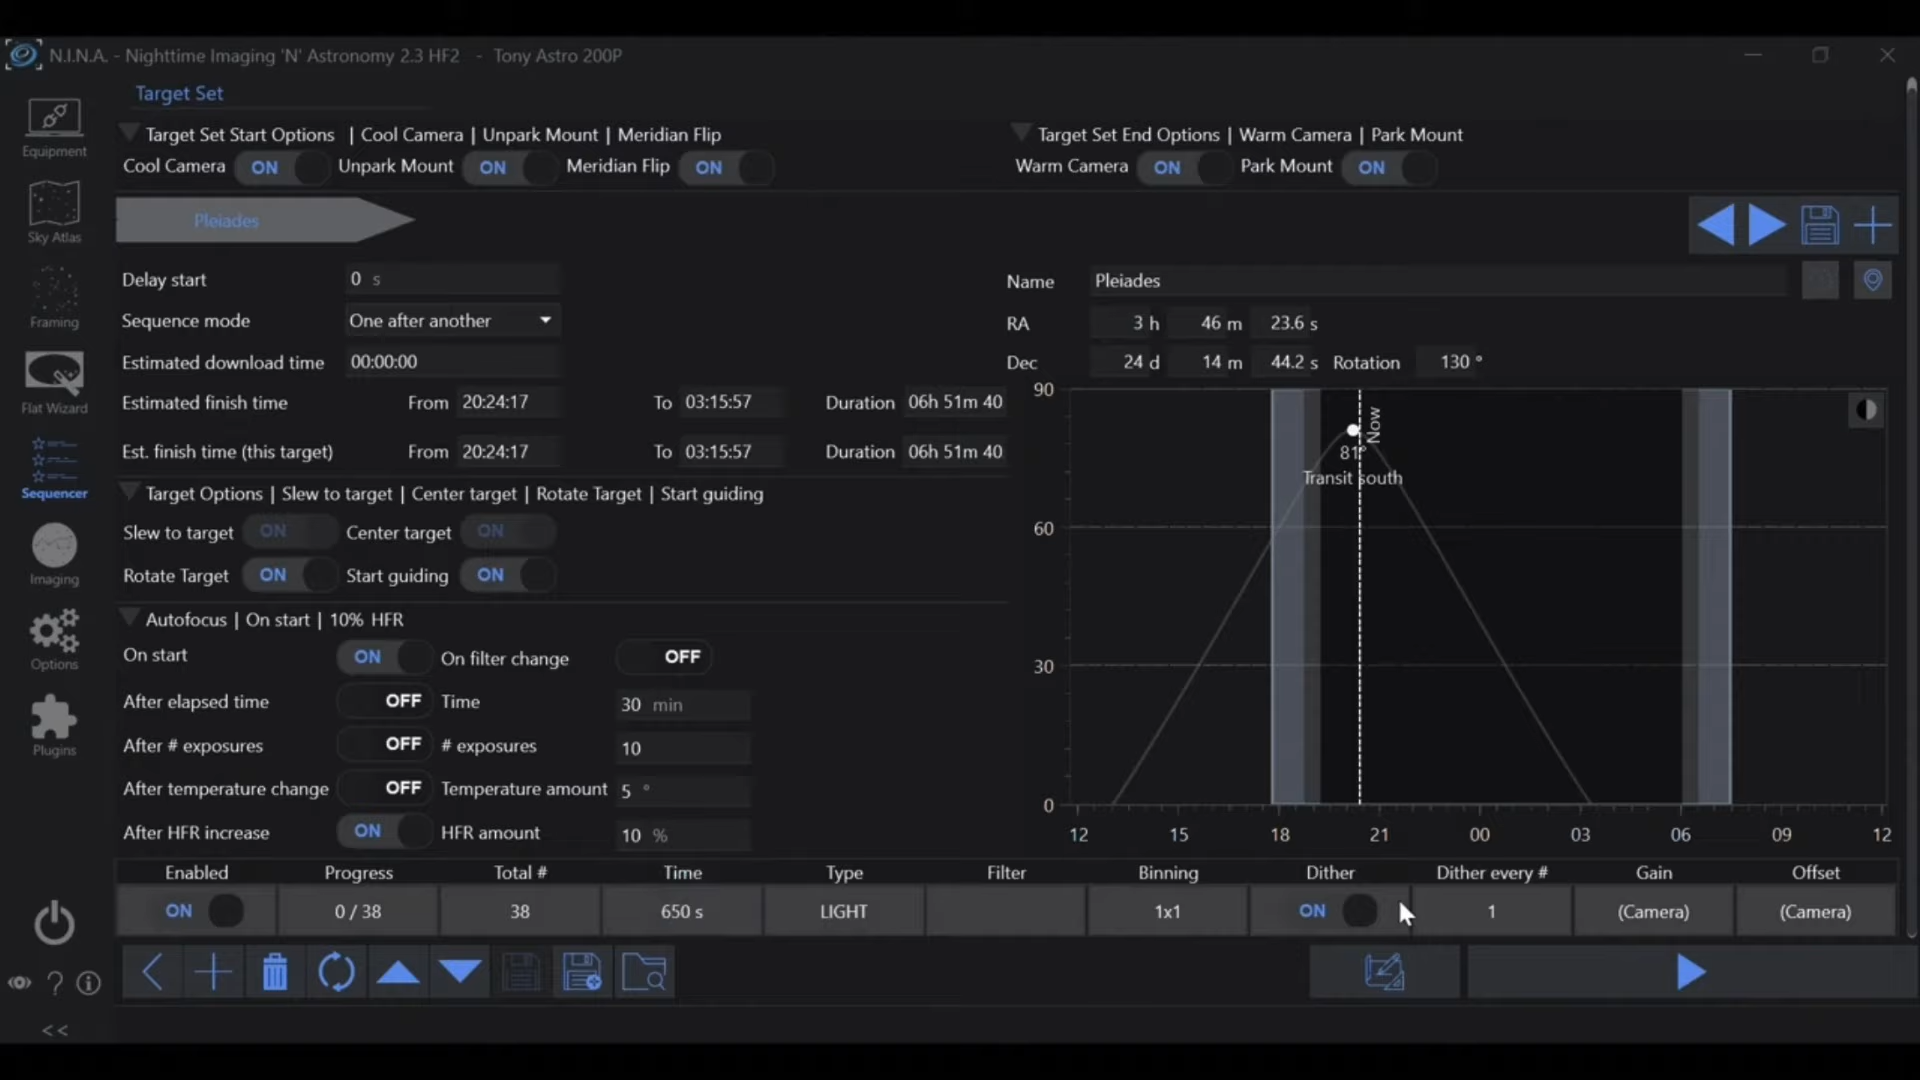 N.I.N.A. - Nighttime Imaging 'N' Astronomy 2.3 HF2 - Tony Astro 200P
Target Set
Target Set Start Options | Cool Camera | Unpark Mount | Meridian Flip
Target Set End Options | Warm Camera | Park Mount
Cool Camera ON Unpark Mount ON Meridian Flip ON
Warm Camera ON Park Mount ON
Equipment
Sky Atlas
Framing
Flat Wizard
Sequencer
Imaging
Options
Plugins
<<
Pleiades
Delay start 0 s
Sequence mode One after another
Estimated download time 00:00:00
Estimated finish time From 20:24:17 To 03:15:57 Duration 06h 51m 40
Est. finish time (this target) From 20:24:17 To 03:15:57 Duration 06h 51m 40
Target Options | Slew to target | Center target | Rotate Target | Start guiding
Slew to target ON Center target ON
Rotate Target ON Start guiding ON
Autofocus | On start | 10% HFR
On start ON On filter change OFF
After elapsed time OFF Time 30 min
After # exposures OFF # exposures 10
After temperature change OFF Temperature amount 5 °
After HFR increase ON HFR amount 10 %
Name Pleiades
RA 3 h 46 m 23.6 s
Dec 24 d 14 m 44.2 s Rotation 130 °
90
60
30
0
Now
81°
Transit south
12 15 18 21 00 03 06 09 12
Enabled Progress Total # Time Type Filter Binning Dither Dither every # Gain Offset
ON 0 / 38 38 650 s LIGHT 1x1 ON 1 (Camera) (Camera)